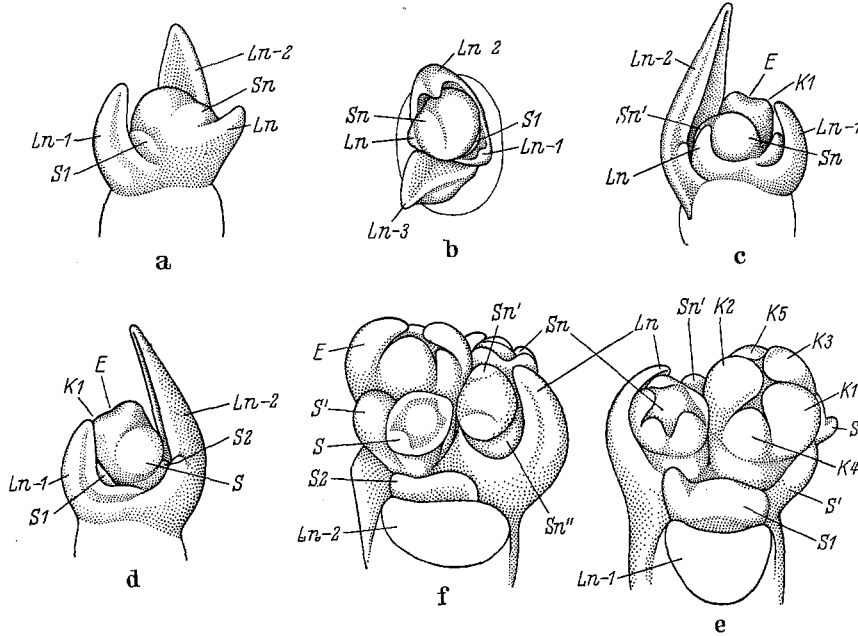 Ln-2
Sn
Ln-1
Ln
S1
a
Ln 2
Sn
S1
Ln
Ln-1
Ln-3
b
E
Ln-2
K1
Sn'
Ln-1
Ln
Sn
c
E
K1
Ln-2
S2
Ln-1
S
S1
d
Sn'
Sn
Ln
E
S'
S
S2
Sn"
Ln-2
f
Sn'
K2
K5
K3
K1
S
K4
S'
S1
Ln-1
e